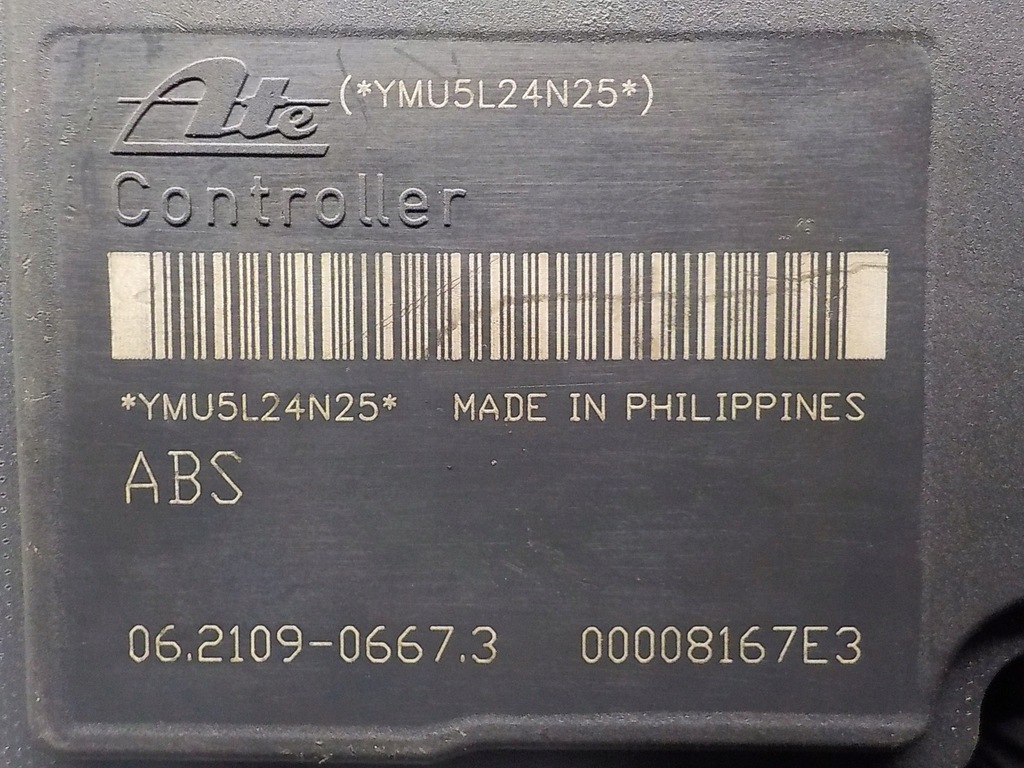 Ate (*YMU5L24N25*)
Controller
*YMU5L24N25* MADE IN PHILIPPINES
ABS
06.2109-0667.3 00008167E3